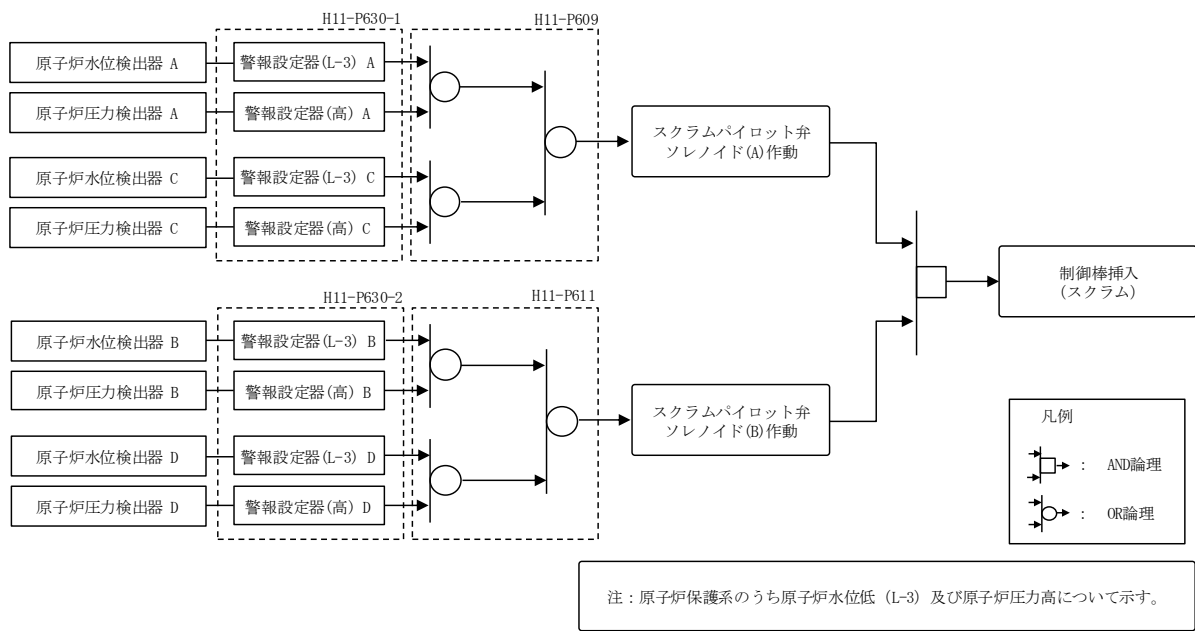 H11-P630-1
H11-P609
原子炉水位検出器 A
警報設定器(L-3) A
原子炉圧力検出器 A
警報設定器(高) A
原子炉水位検出器 C
警報設定器(L-3) C
原子炉圧力検出器 C
警報設定器(高) C
スクラムパイロット弁
ソレノイド(A)作動
制御棒挿入
(スクラム)
H11-P630-2
H11-P611
原子炉水位検出器 B
警報設定器(L-3) B
原子炉圧力検出器 B
警報設定器(高) B
原子炉水位検出器 D
警報設定器(L-3) D
原子炉圧力検出器 D
警報設定器(高) D
スクラムパイロット弁
ソレノイド(B)作動
凡例
： AND論理
： OR論理
注：原子炉保護系のうち原子炉水位低（L-3）及び原子炉圧力高について示す。